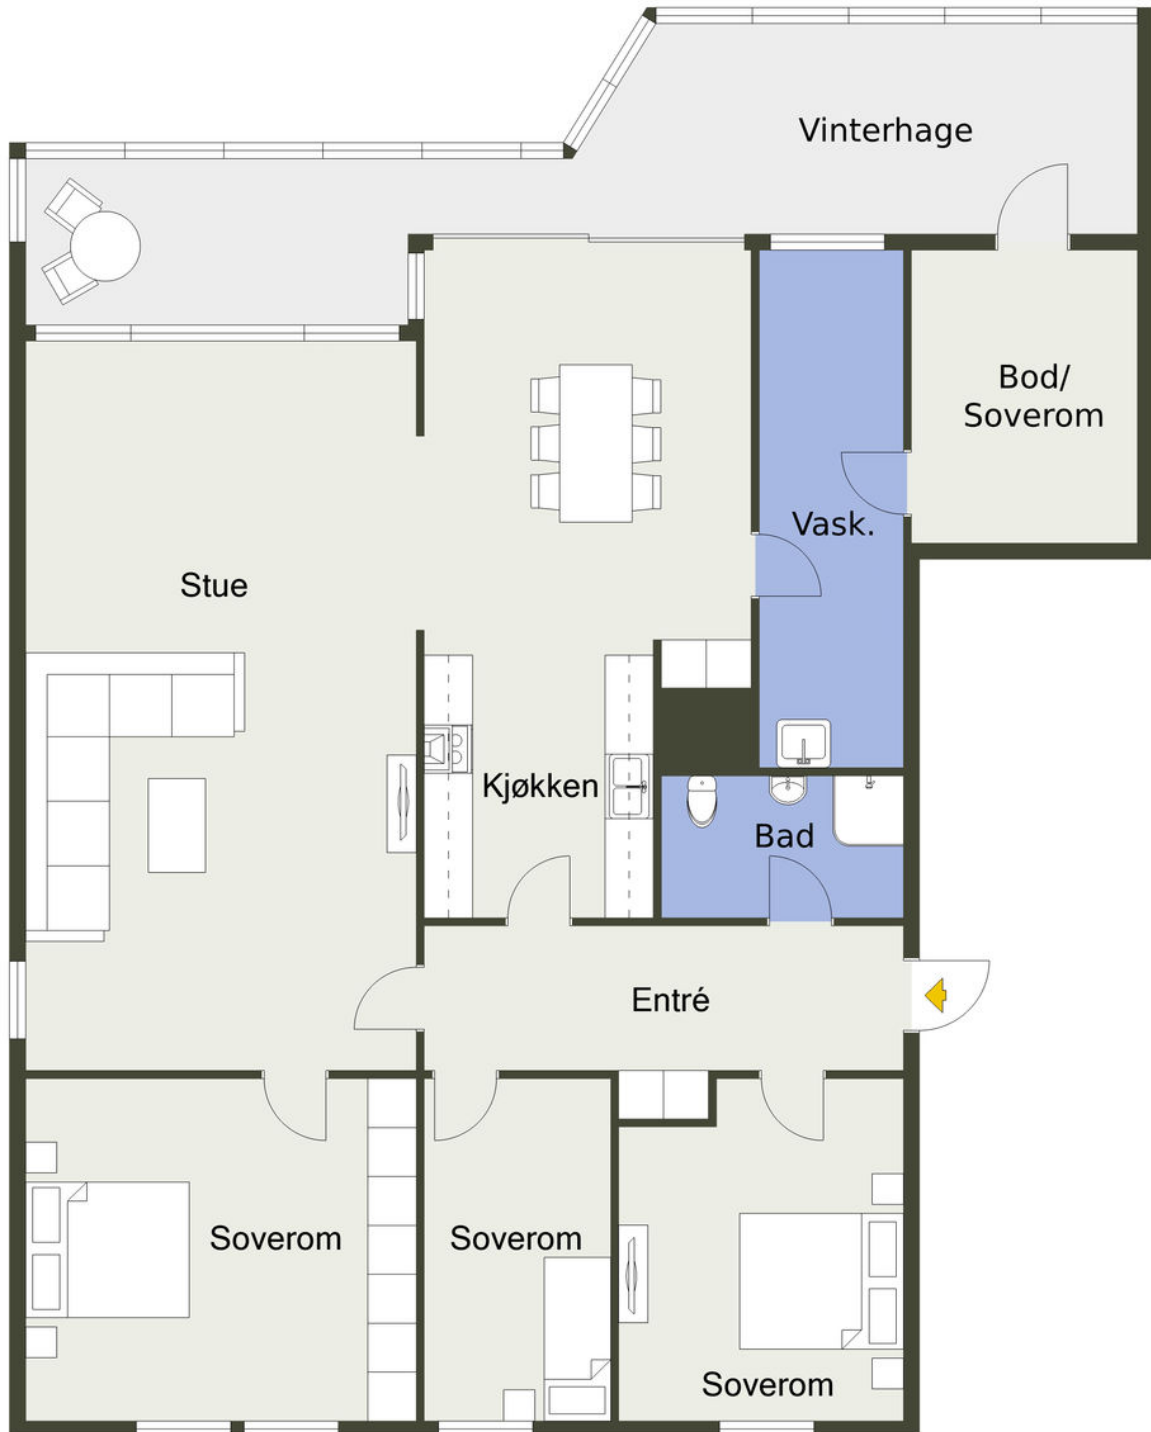 Vinterhage
Bod/
Soverom
Vask.
Stue
Kjøkken
Bad
Entré
Soverom
Soverom
Soverom